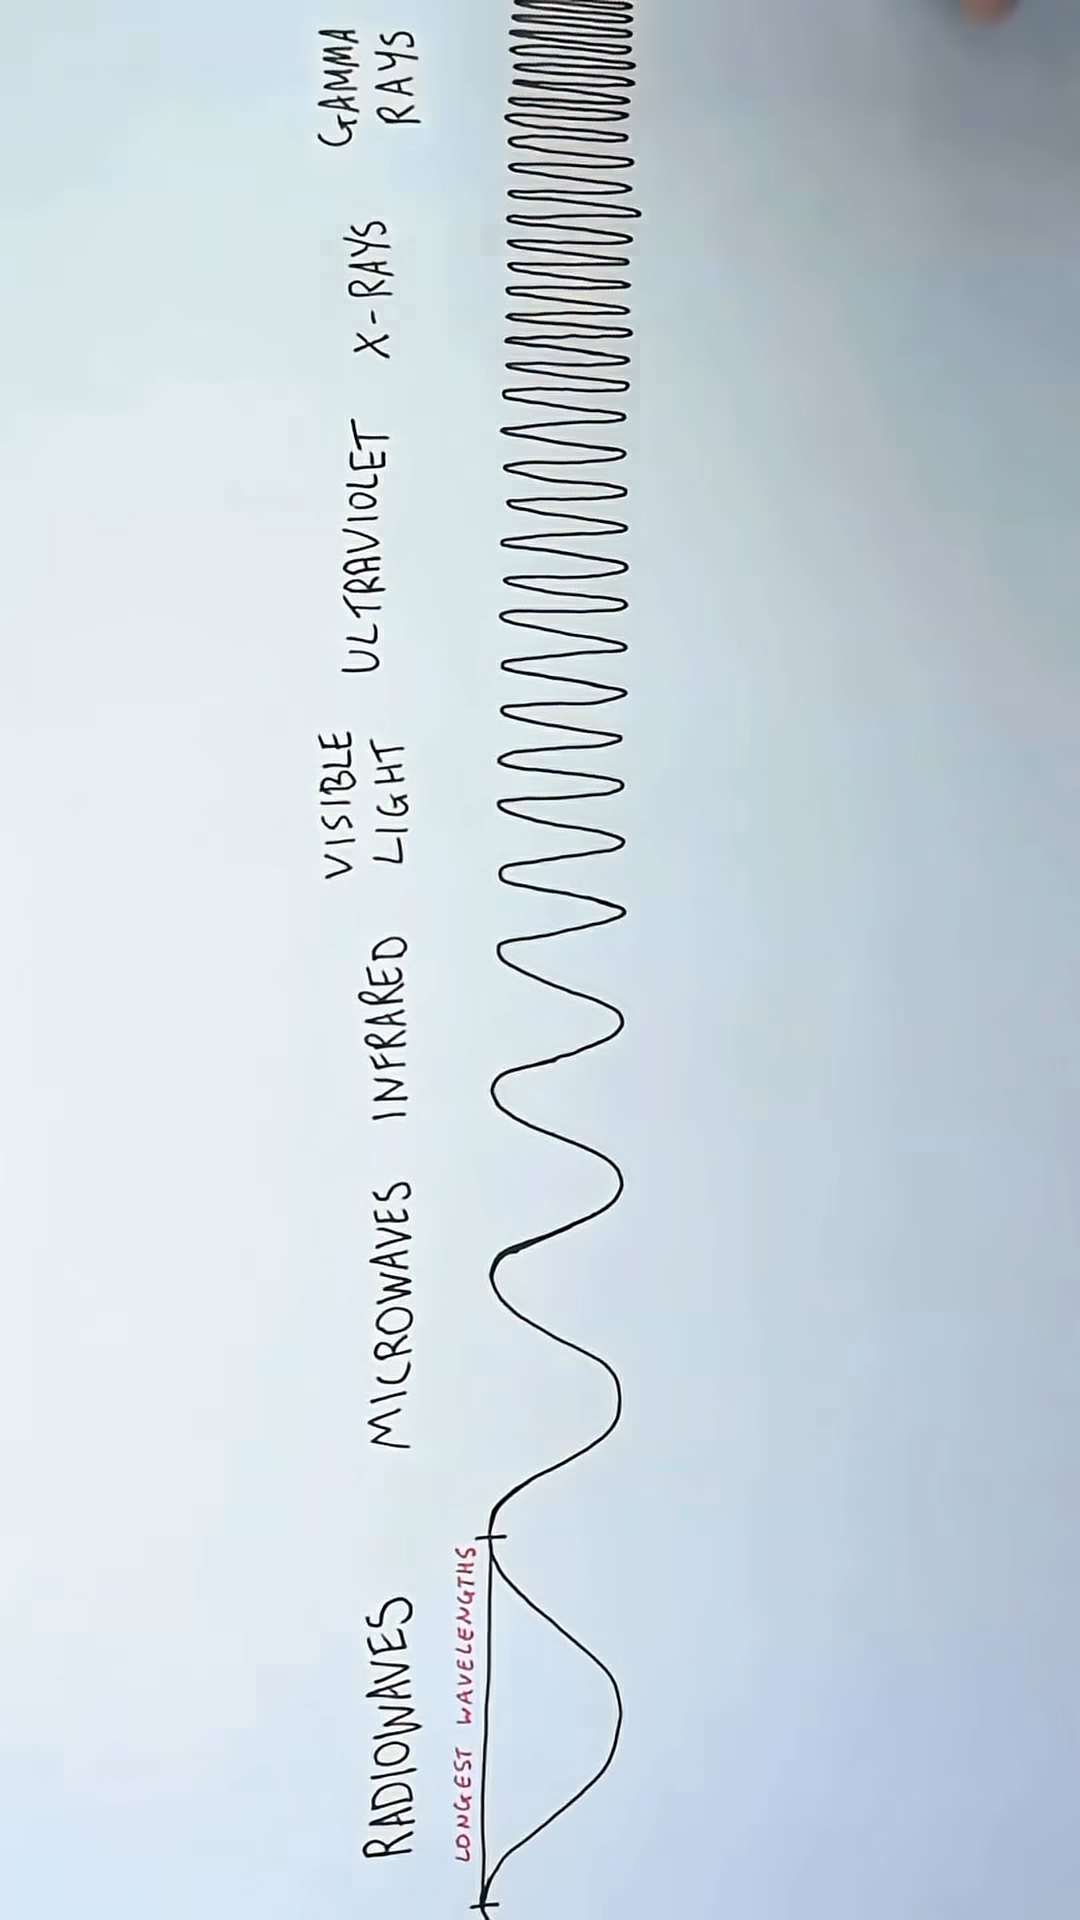 RADIOWAVES
MICROWAVES
INFRARED
VISIBLE
LIGHT
ULTRAVIOLET
X-RAYS
GAMMA
RAYS
LONGEST WAVELENGTHS